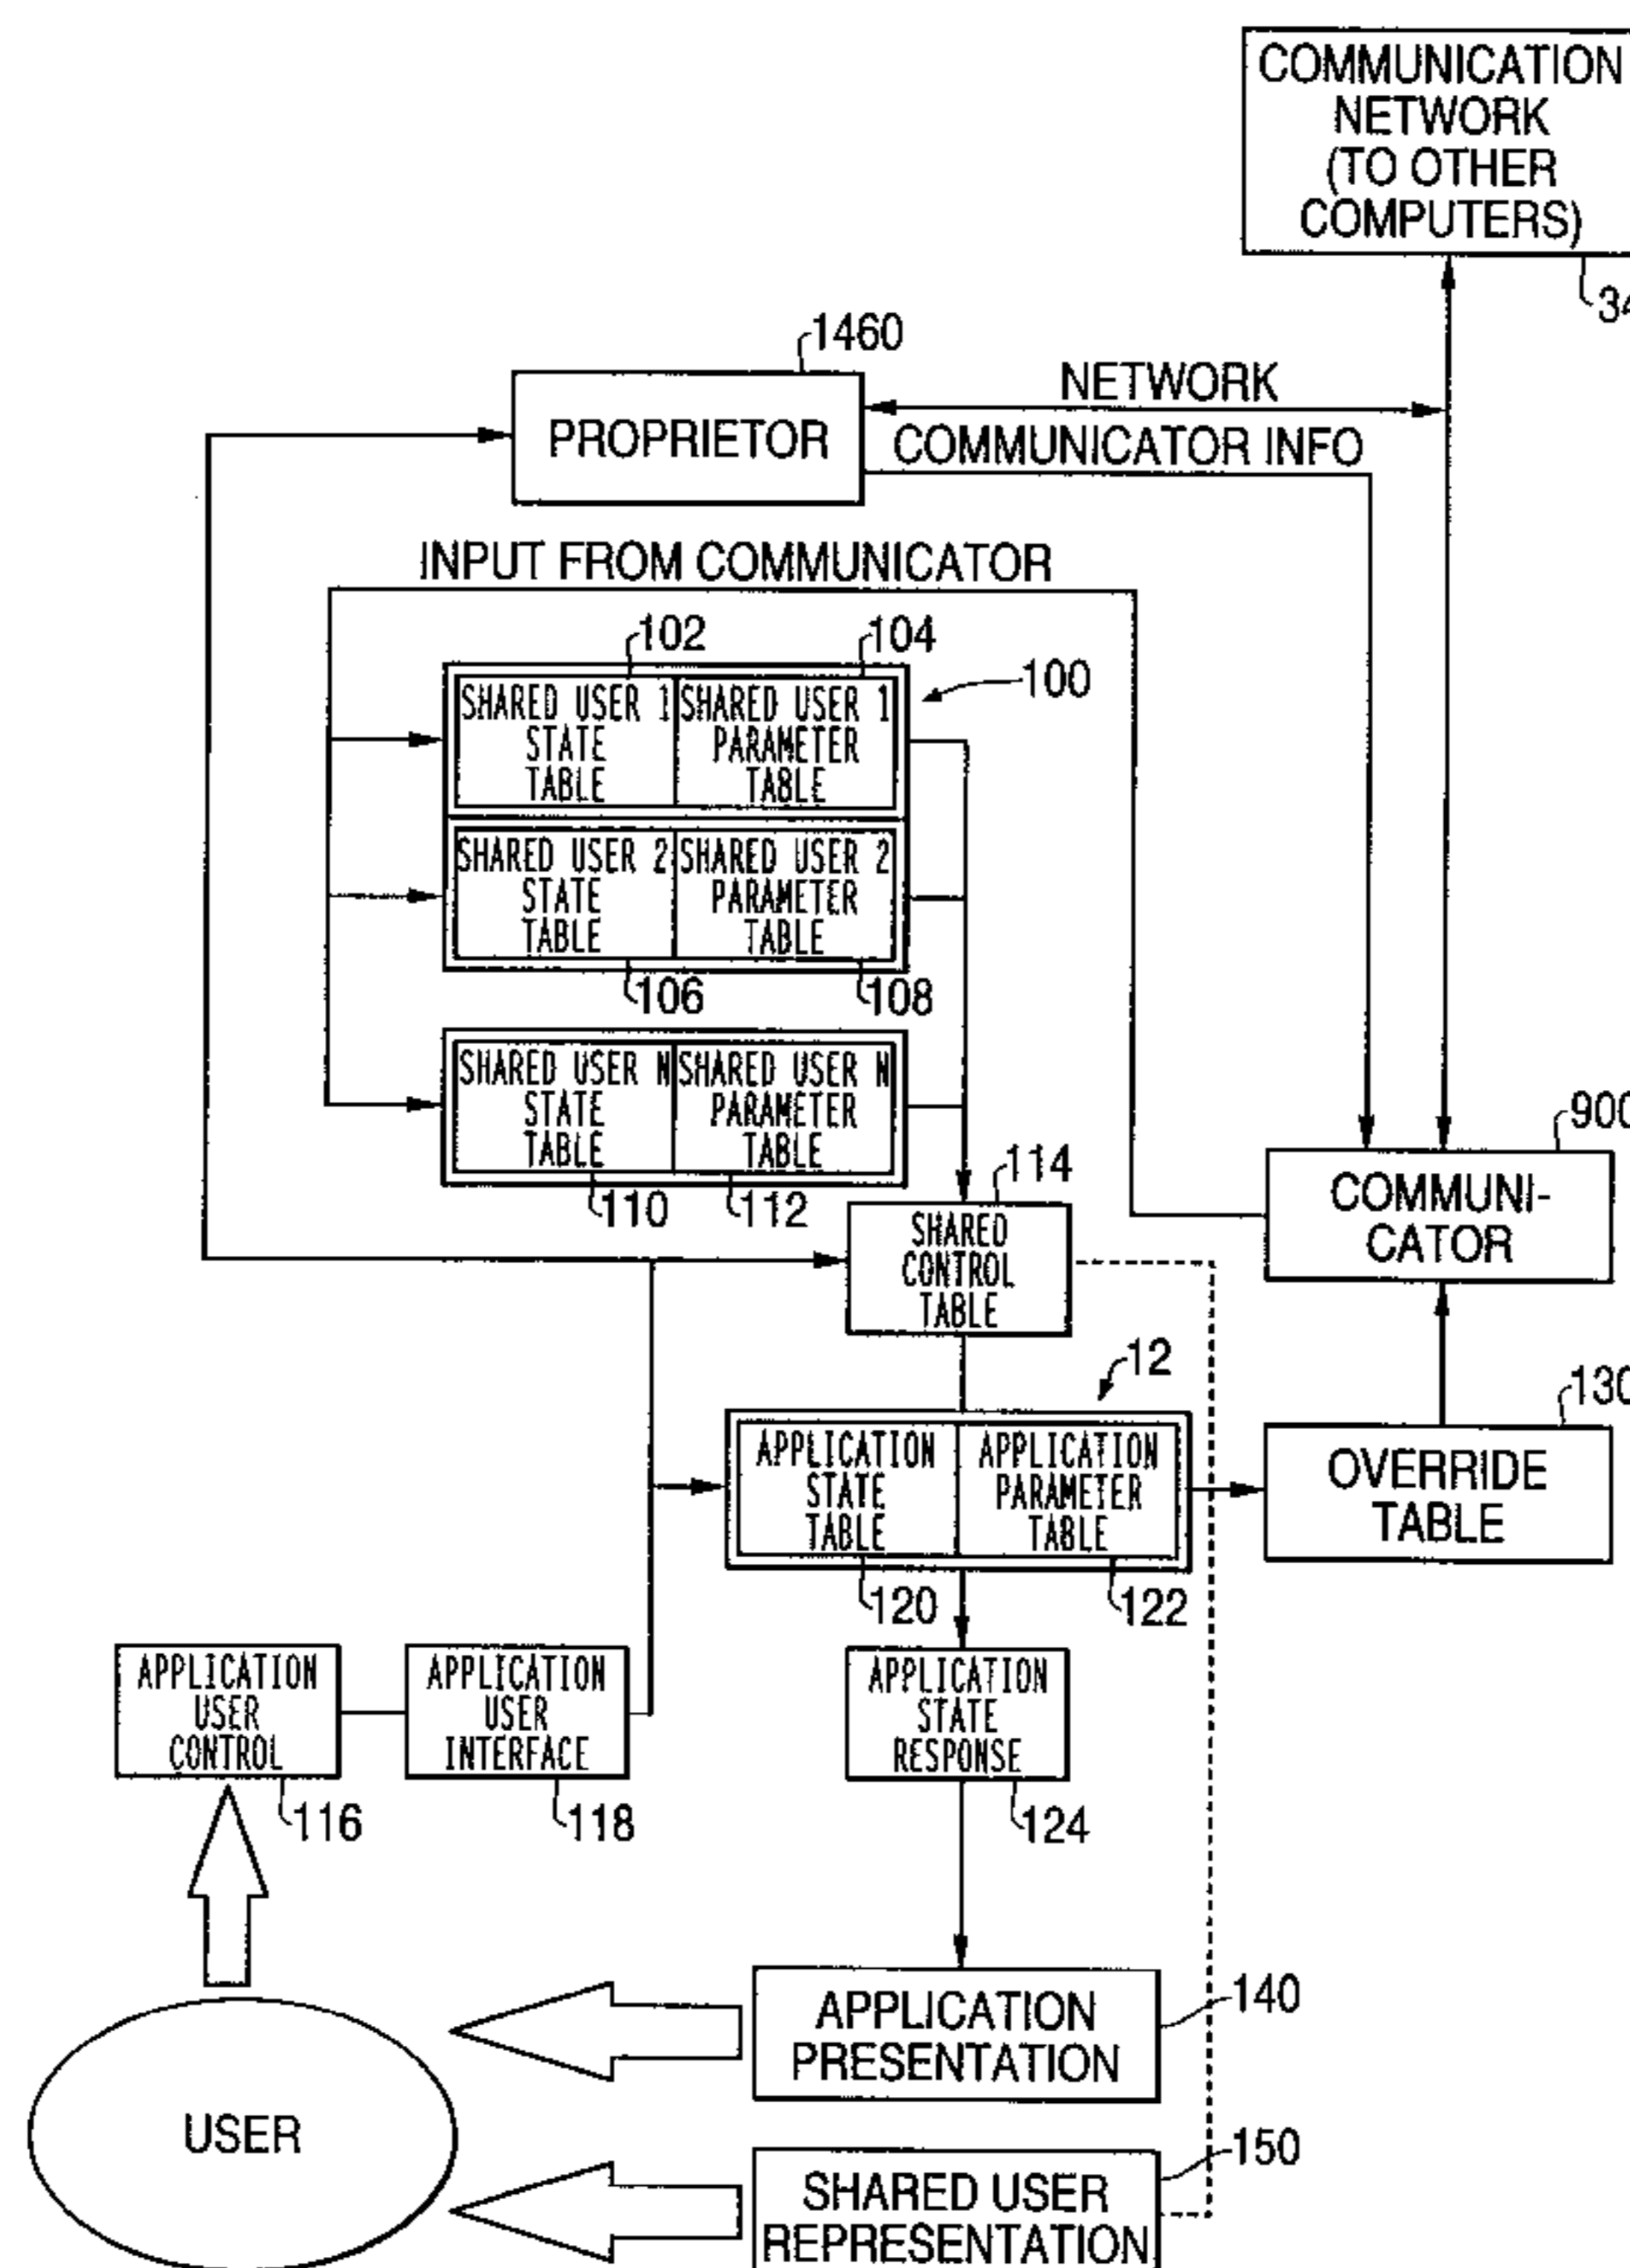 COMMUNICATION
NETWORK
(TO OTHER
COMPUTERS)
34
1460
PROPRIETOR
NETWORK
COMMUNICATOR INFO
INPUT FROM COMMUNICATOR
102
104
100
SHARED USER 1
STATE
TABLE
SHARED USER 1
PARAMETER
TABLE
SHARED USER 2
STATE
TABLE
SHARED USER 2
PARAMETER
TABLE
106
108
SHARED USER N
STATE
TABLE
SHARED USER N
PARAMETER
TABLE
110
112
114
SHARED
CONTROL
TABLE
900
COMMUNI-
CATOR
12
APPLICATION
STATE
TABLE
APPLICATION
PARAMETER
TABLE
120
122
130
OVERRIDE
TABLE
APPLICATION
USER
CONTROL
116
APPLICATION
USER
INTERFACE
118
APPLICATION
STATE
RESPONSE
124
APPLICATION
PRESENTATION
140
USER
SHARED USER
REPRESENTATION
150